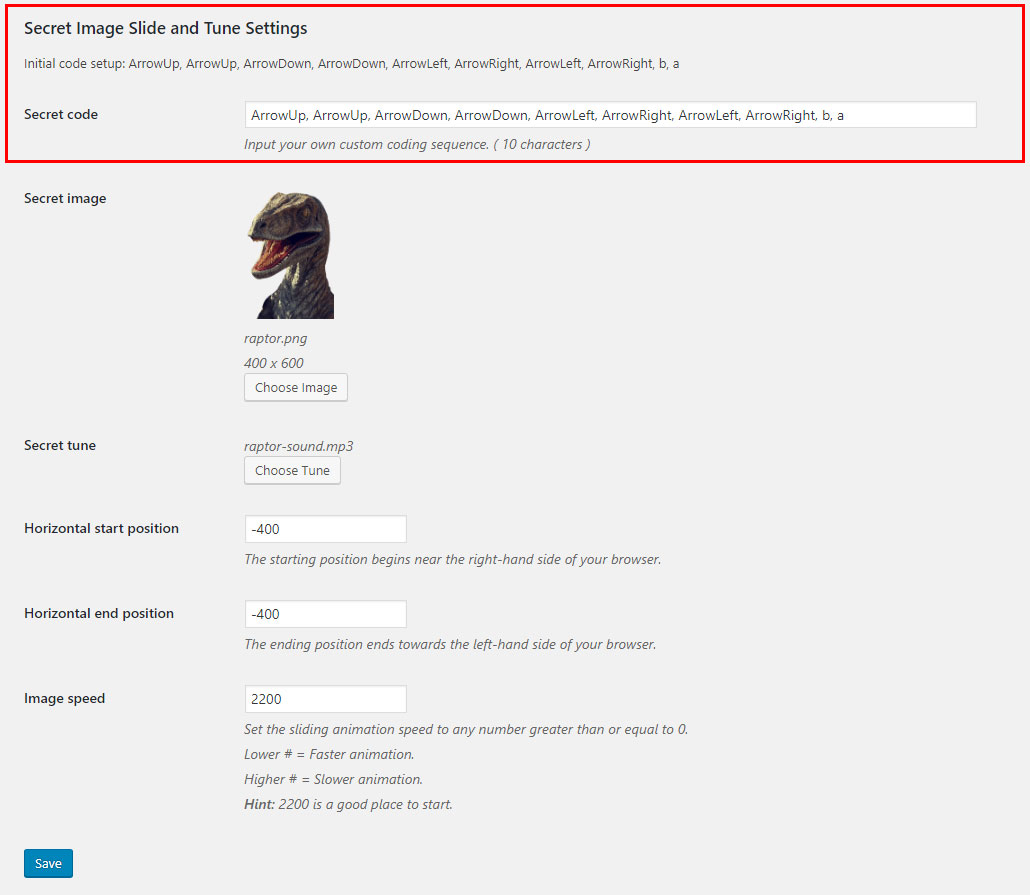 Secret Image Slide and Tune Settings
Initial code setup: ArrowUp, ArrowUp, ArrowDown, ArrowDown, ArrowLeft, ArrowRight, ArrowLeft, ArrowRight, b, a
Secret code
ArrowUp, ArrowUp, ArrowDown, ArrowDown, ArrowLeft, ArrowRight, ArrowLeft, ArrowRight, b, a
Input your own custom coding sequence. ( 10 characters )
Secret image
raptor.png
400 x 600
Choose Image
Secret tune
raptor-sound.mp3
Choose Tune
Horizontal start position
-400
The starting position begins near the right-hand side of your browser.
Horizontal end position
-400
The ending position ends towards the left-hand side of your browser.
Image speed
2200
Set the sliding animation speed to any number greater than or equal to 0.
Lower # = Faster animation.
Higher # = Slower animation.
Hint: 2200 is a good place to start.
Save